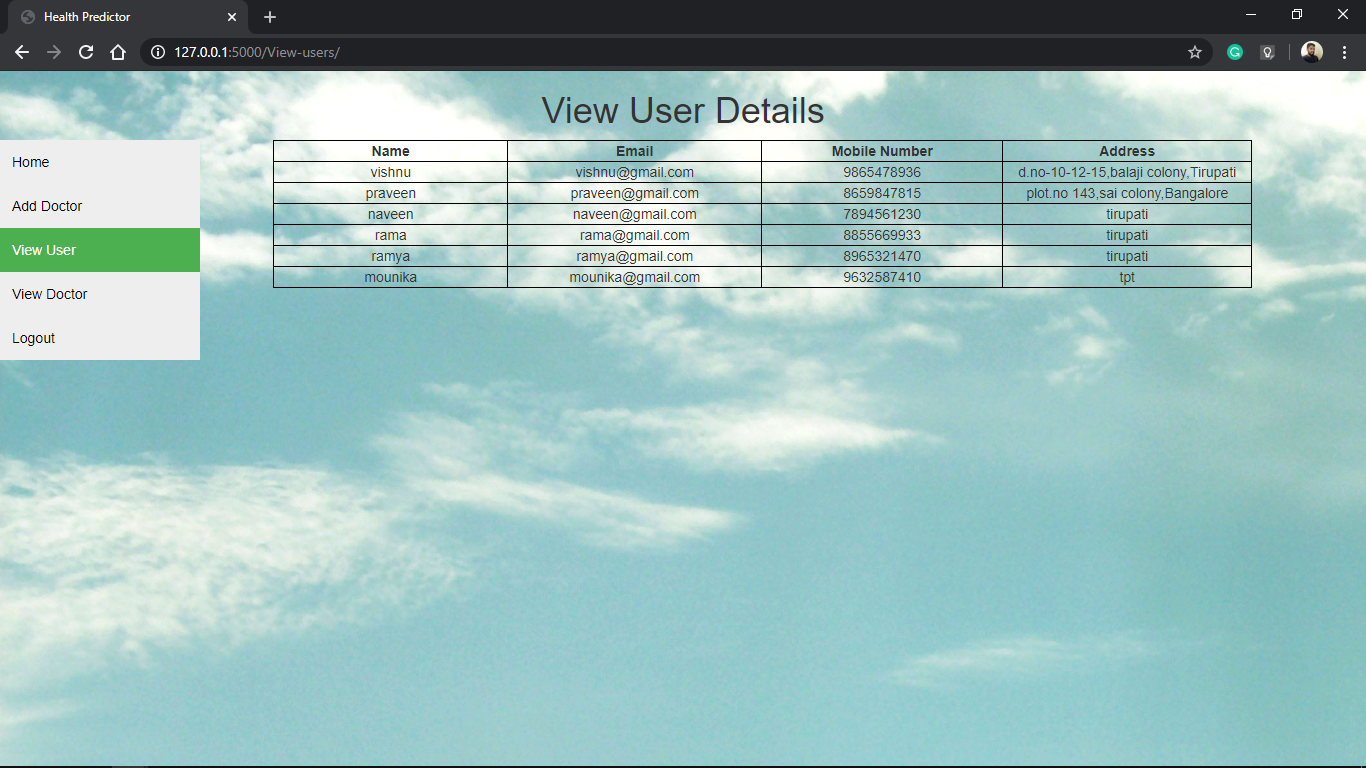 Health Predictor
127.0.0.1:5000/View-users/
View User Details
Home
Add Doctor
View User
View Doctor
Logout
Name Email Mobile Number Address
vishnu vishnu@gmail.com 9865478936 d.no-10-12-15,balaji colony,Tirupati
praveen praveen@gmail.com 8659847815 plot.no 143,sai colony,Bangalore
naveen naveen@gmail.com 7894561230 tirupati
rama rama@gmail.com 8855669933 tirupati
ramya ramya@gmail.com 8965321470 tirupati
mounika mounika@gmail.com 9632587410 tpt